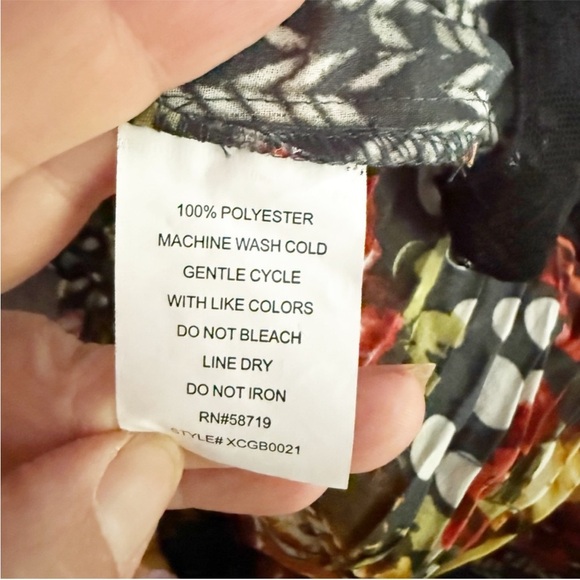 100% POLYESTER
MACHINE WASH COLD
GENTLE CYCLE
WITH LIKE COLORS
DO NOT BLEACH
LINE DRY
DO NOT IRON
RN#58719
STYLE# XCGB0021